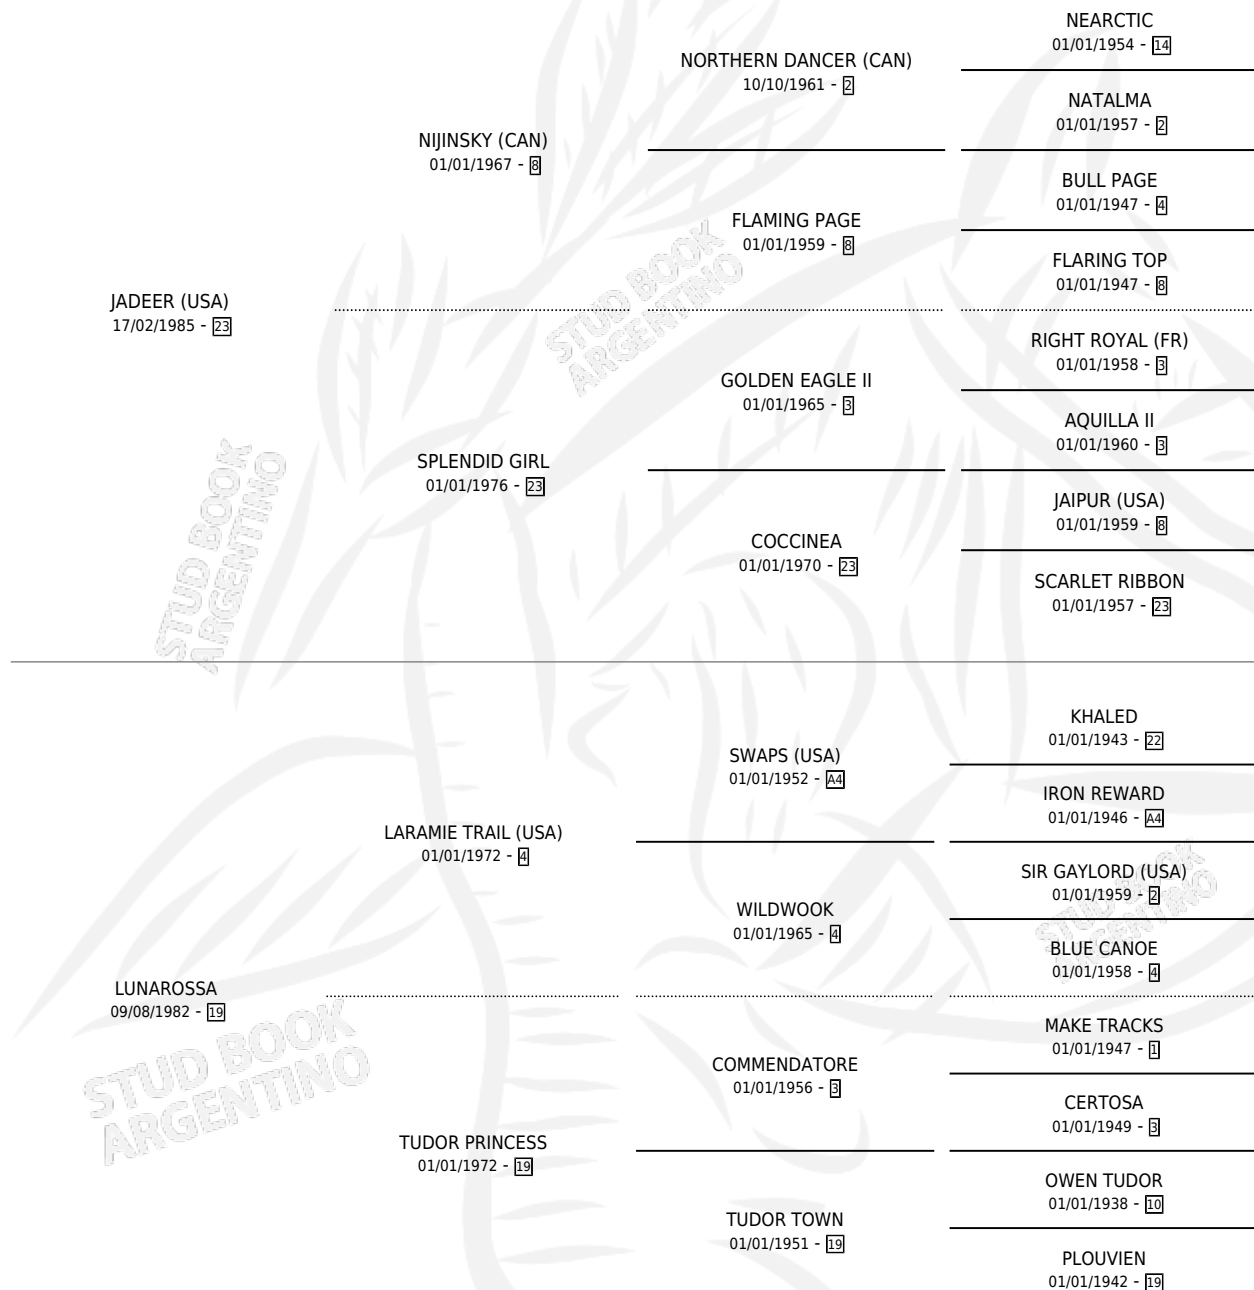 NEARCTIC
01/01/1954 - 14
NORTHERN DANCER (CAN)
10/10/1961 - 2
NATALMA
01/01/1957 - 2
NIJINSKY (CAN)
01/01/1967 - 8
BULL PAGE
01/01/1947 - 4
FLAMING PAGE
01/01/1959 - 8
FLARING TOP
01/01/1947 - 8
JADEER (USA)
17/02/1985 - 23
RIGHT ROYAL (FR)
01/01/1958 - 3
GOLDEN EAGLE II
01/01/1965 - 3
AQUILLA II
01/01/1960 - 3
SPLENDID GIRL
01/01/1976 - 23
JAIPUR (USA)
01/01/1959 - 8
COCCINEA
01/01/1970 - 23
SCARLET RIBBON
01/01/1957 - 23
STUD BOOK
ARGENTINO
STUD BOOK
ARGENTINO
KHALED
01/01/1943 - 22
SWAPS (USA)
01/01/1952 - A4
IRON REWARD
01/01/1946 - A4
LARAMIE TRAIL (USA)
01/01/1972 - 4
SIR GAYLORD (USA)
01/01/1959 - 2
WILDWOOK
01/01/1965 - 4
BLUE CANOE
01/01/1958 - 4
LUNAROSSA
09/08/1982 - 19
MAKE TRACKS
01/01/1947 - 1
COMMENDATORE
01/01/1956 - 3
CERTOSA
01/01/1949 - 3
TUDOR PRINCESS
01/01/1972 - 19
OWEN TUDOR
01/01/1938 - 10
TUDOR TOWN
01/01/1951 - 19
PLOUVIEN
01/01/1942 - 19
STUD BOOK
ARGENTINO
STUD BOOK
ARGENTINO